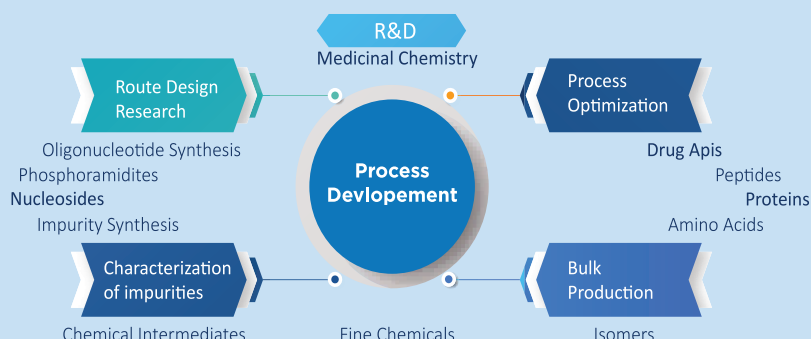 R&D
Medicinal Chemistry
Route Design
Research
Process
Optimization
Oligonucleotide Synthesis
Phosphoramidites
Nucleosides
Impurity Synthesis
Process
Devlopement
Drug Apis
Peptides
Proteins
Amino Acids
Characterization
of impurities
Bulk
Production
Chemical Intermediates
Fine Chemicals
Isomers